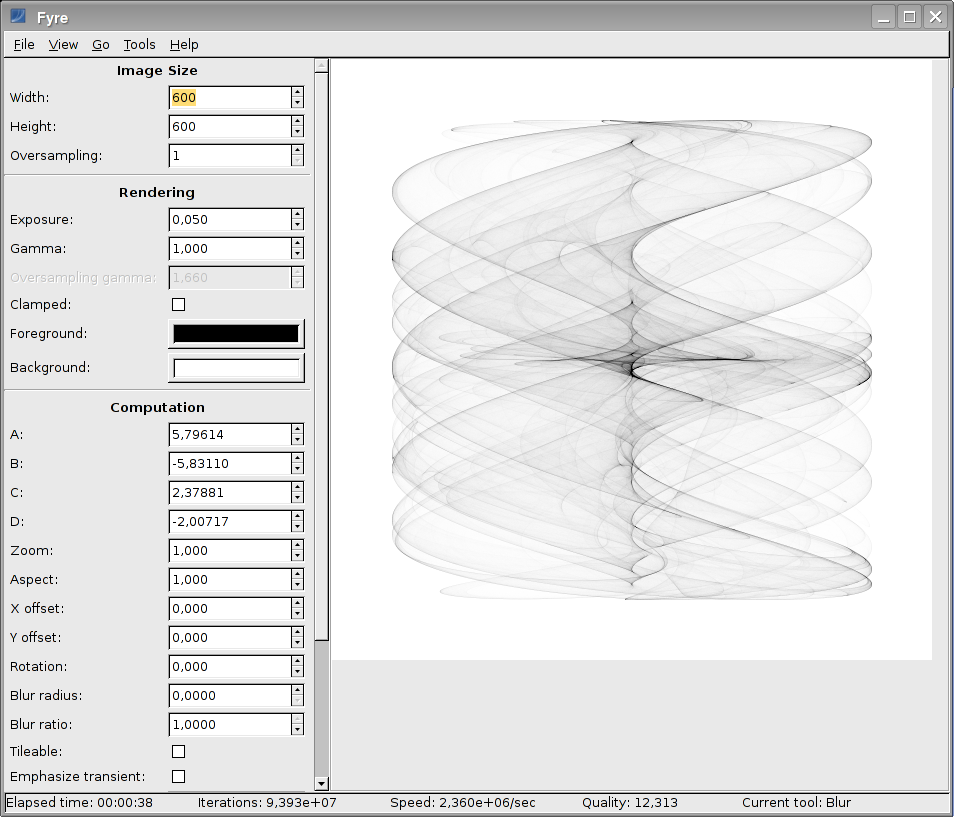 Fyre
File View Go Tools Help
Image Size
Width: 600
Height: 600
Oversampling: 1
Rendering
Exposure: 0,050
Gamma: 1,000
Oversampling gamma: 1,660
Clamped:
Foreground:
Background:
Computation
A: 5,79614
B: -5,83110
C: 2,37881
D: -2,00717
Zoom: 1,000
Aspect: 1,000
X offset: 0,000
Y offset: 0,000
Rotation: 0,000
Blur radius: 0,0000
Blur ratio: 1,0000
Tileable:
Emphasize transient:
Elapsed time: 00:00:38 Iterations: 9,393e+07 Speed: 2,360e+06/sec Quality: 12,313 Current tool: Blur